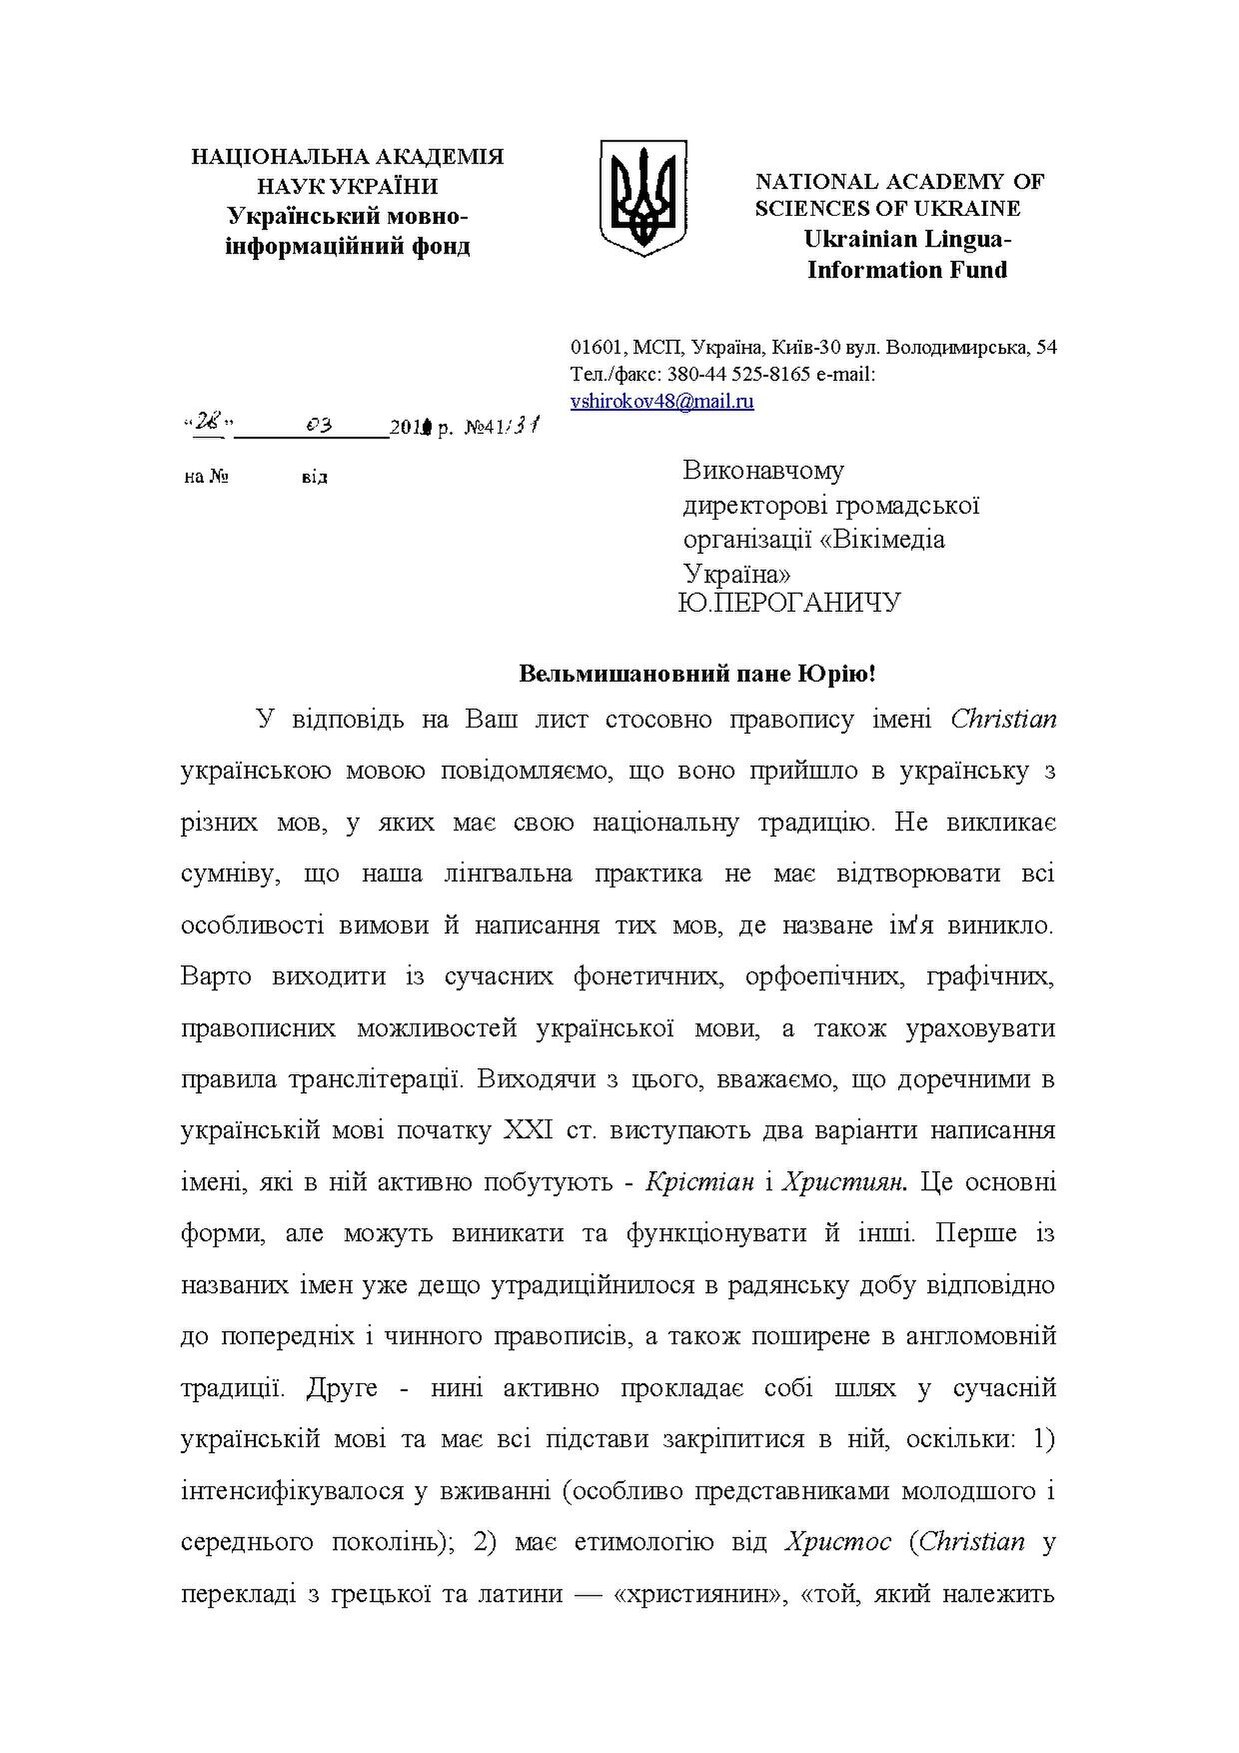 НАЦІОНАЛЬНА АКАДЕМІЯ
НАУК УКРАЇНИ
Український мовно-
інформаційний фонд
NATIONAL ACADEMY OF
SCIENCES OF UKRAINE
Ukrainian Lingua-
Information Fund
01601, МСП, Україна, Київ-30 вул. Володимирська, 54
Тел./факс: 380-44 525-8165 e-mail:
vshirokov48@mail.ru
"28" 03 р. №41/31
на № від
Виконавчому
директорові громадської
організації «Вікімедіа
Україна»
Ю.ПЕРОГАНИЧУ
Вельмишановний пане Юрію!
У відповідь на Ваш лист стосовно правопису імені Christian
українською мовою повідомляємо, що воно прийшло в українську з
різних мов, у яких має свою національну традицію. Не викликає
сумніву, що наша лінгвальна практика не має відтворювати всі
особливості вимови й написання тих мов, де назване ім'я виникло.
Варто виходити із сучасних фонетичних, орфоепічних, графічних,
правописних можливостей української мови, а також ураховувати
правила транслітерації. Виходячи з цього, вважаємо, що доречними в
українській мові початку XXI ст. виступають два варіанти написання
імені, які в ній активно побутують - Крістіан і Християн. Це основні
форми, але можуть виникати та функціонувати й інші. Перше із
названих імен уже дещо утрадиційнилося в радянську добу відповідно
до попередніх і чинного правописів, а також поширене в англомовній
традиції. Друге - нині активно прокладає собі шлях у сучасній
українській мові та має всі підстави закріпитися в ній, оскільки: 1)
інтенсифікувалося у вживанні (особливо представниками молодшого і
середнього поколінь); 2) має етимологію від Христос (Christian у
перекладі з грецької та латини — «християнин», «той, який належить